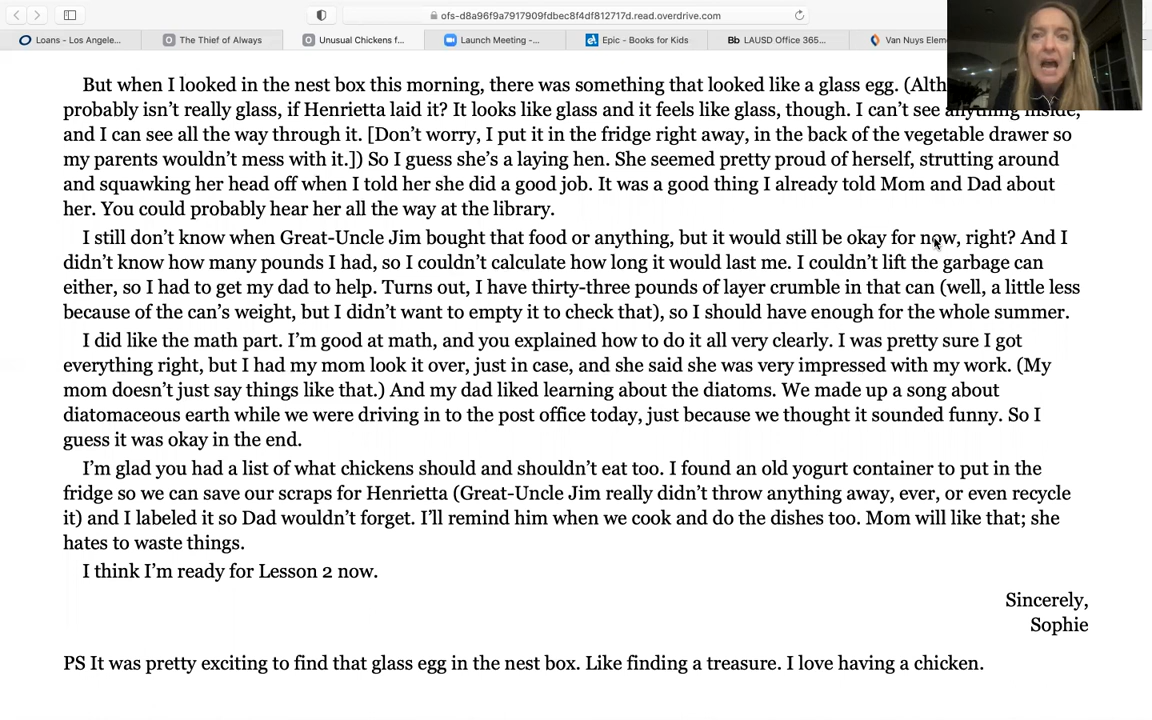 ofs-d8a96f9a7917909fdbec8f4df812717d.read.overdrive.com
Loans - Los Angele...
The Thief of Always
Unusual Chickens f...
Launch Meeting -...
Epic - Books for Kids
Bb LAUSD Office 365...
Van Nuys Elem
But when I looked in the nest box this morning, there was something that looked like a glass egg. (Alth
probably isn't really glass, if Henrietta laid it? It looks like glass and it feels like glass, though. I can't see anything inside,
and I can see all the way through it. [Don't worry, I put it in the fridge right away, in the back of the vegetable drawer so
my parents wouldn't mess with it.]) So I guess she's a laying hen. She seemed pretty proud of herself, strutting around
and squawking her head off when I told her she did a good job. It was a good thing I already told Mom and Dad about
her. You could probably hear her all the way at the library.
I still don't know when Great-Uncle Jim bought that food or anything, but it would still be okay for now, right? And I
didn't know how many pounds I had, so I couldn't calculate how long it would last me. I couldn't lift the garbage can
either, so I had to get my dad to help. Turns out, I have thirty-three pounds of layer crumble in that can (well, a little less
because of the can's weight, but I didn't want to empty it to check that), so I should have enough for the whole summer.
I did like the math part. I'm good at math, and you explained how to do it all very clearly. I was pretty sure I got
everything right, but I had my mom look it over, just in case, and she said she was very impressed with my work. (My
mom doesn't just say things like that.) And my dad liked learning about the diatoms. We made up a song about
diatomaceous earth while we were driving in to the post office today, just because we thought it sounded funny. So I
guess it was okay in the end.
I'm glad you had a list of what chickens should and shouldn't eat too. I found an old yogurt container to put in the
fridge so we can save our scraps for Henrietta (Great-Uncle Jim really didn't throw anything away, ever, or even recycle
it) and I labeled it so Dad wouldn't forget. I'll remind him when we cook and do the dishes too. Mom will like that; she
hates to waste things.
I think I'm ready for Lesson 2 now.
Sincerely,
Sophie
PS It was pretty exciting to find that glass egg in the nest box. Like finding a treasure. I love having a chicken.